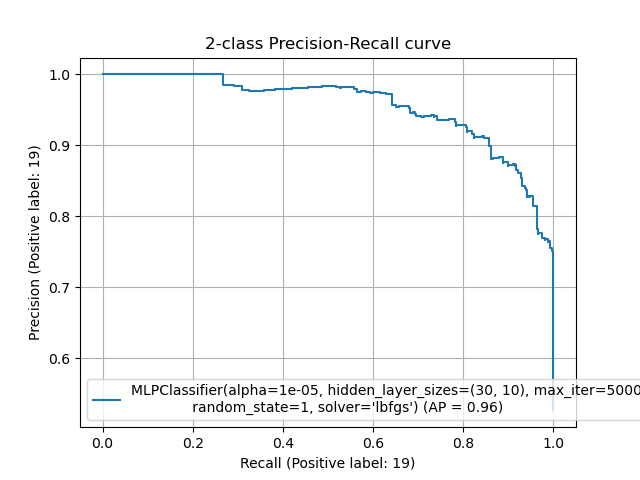 2-class Precision-Recall curve
1.0
0.9
0.8
0.7
0.6
Precision (Positive label: 19)
MLPClassifier(alpha=1e-05, hidden_layer_sizes=(30, 10), max_iter=5000
random_state=1, solver='lbfgs') (AP = 0.96)
0.0 0.2 0.4 0.6 0.8 1.0
Recall (Positive label: 19)